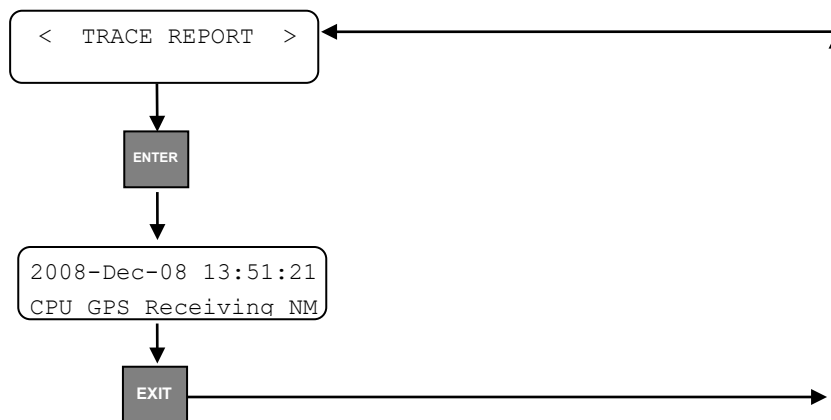 < TRACE REPORT >
ENTER
2008-Dec-08 13:51:21
CPU GPS Receiving NM
EXIT